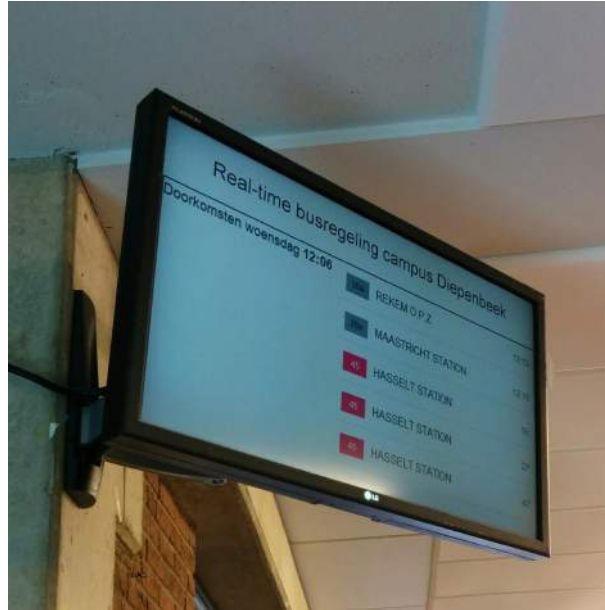 Real-time busregeling campus Diepenbeek
Doorkomsten woensdag 12:06
REKEM O.P.Z.
MAASTRICHT STATION
45 HASSELT STATION
45 HASSELT STATION
45 HASSELT STATION
LG